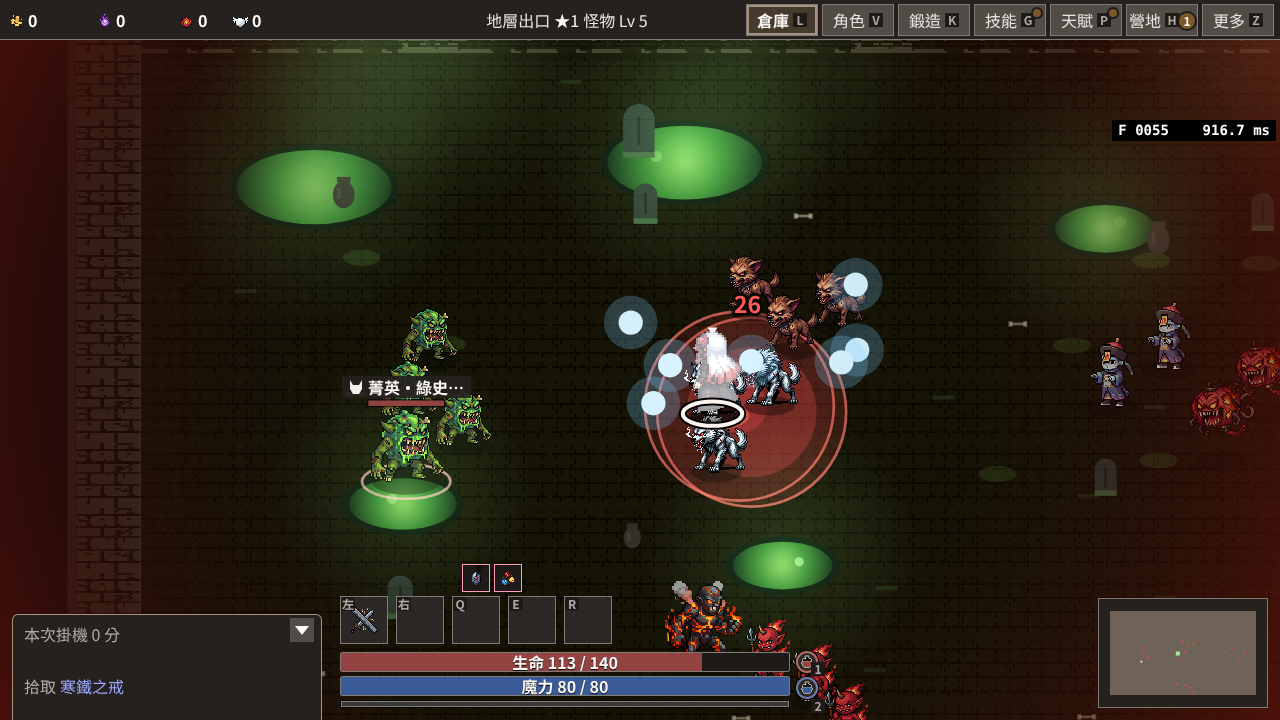 0
0
0
0
地層出口 ★1 怪物 Lv 5
倉庫 L
角色 V
鍛造 K
技能 G
天賦 P
營地 H 1
更多 Z
F 0055 916.7 ms
26
菁英・綠史⋯
左
右
Q
E
R
生命 113 / 140
1
魔力 80 / 80
2
本次掛機 0 分
拾取 寒鐵之戒